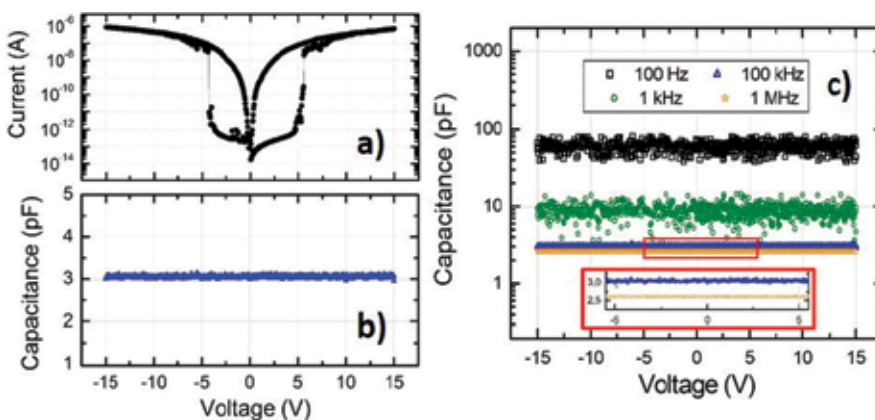 10⁻⁶
10⁻⁸
10⁻¹⁰
10⁻¹²
10⁻¹⁴
Current (A)
a)
5
4
3
2
1
Capacitance (pF)
b)
-15 -10 -5 0 5 10 15
Voltage (V)
c)
1000
100
10
1
Capacitance (pF)
100 Hz 100 kHz
1 kHz 1 MHz
3,0
2,5
-5 0 5
-15 -10 -5 0 5 10 15
Voltage (V)